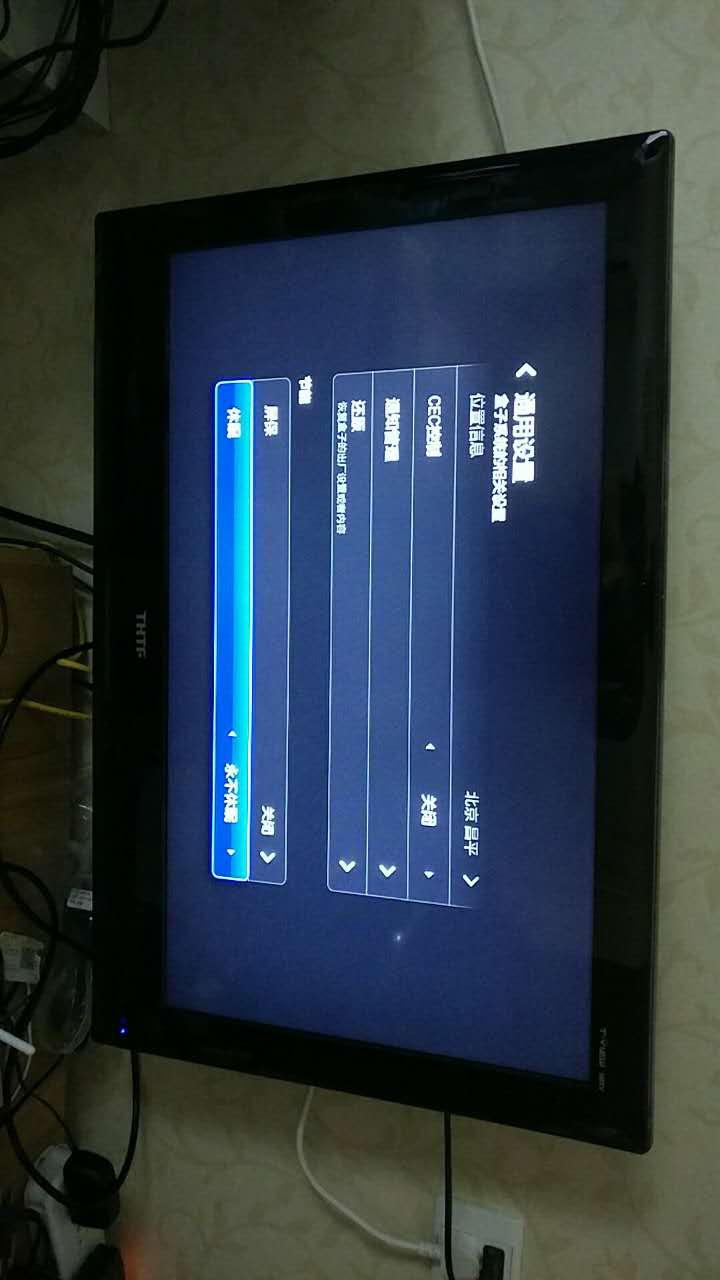 T-VIEW
通用设置
盒子系统的相关设置
位置信息 北京 昌平
CEC控制 关闭
通知管理
还原
恢复盒子的出厂设置或者内容
节能
屏保 关闭
休眠 永不休眠
THTF